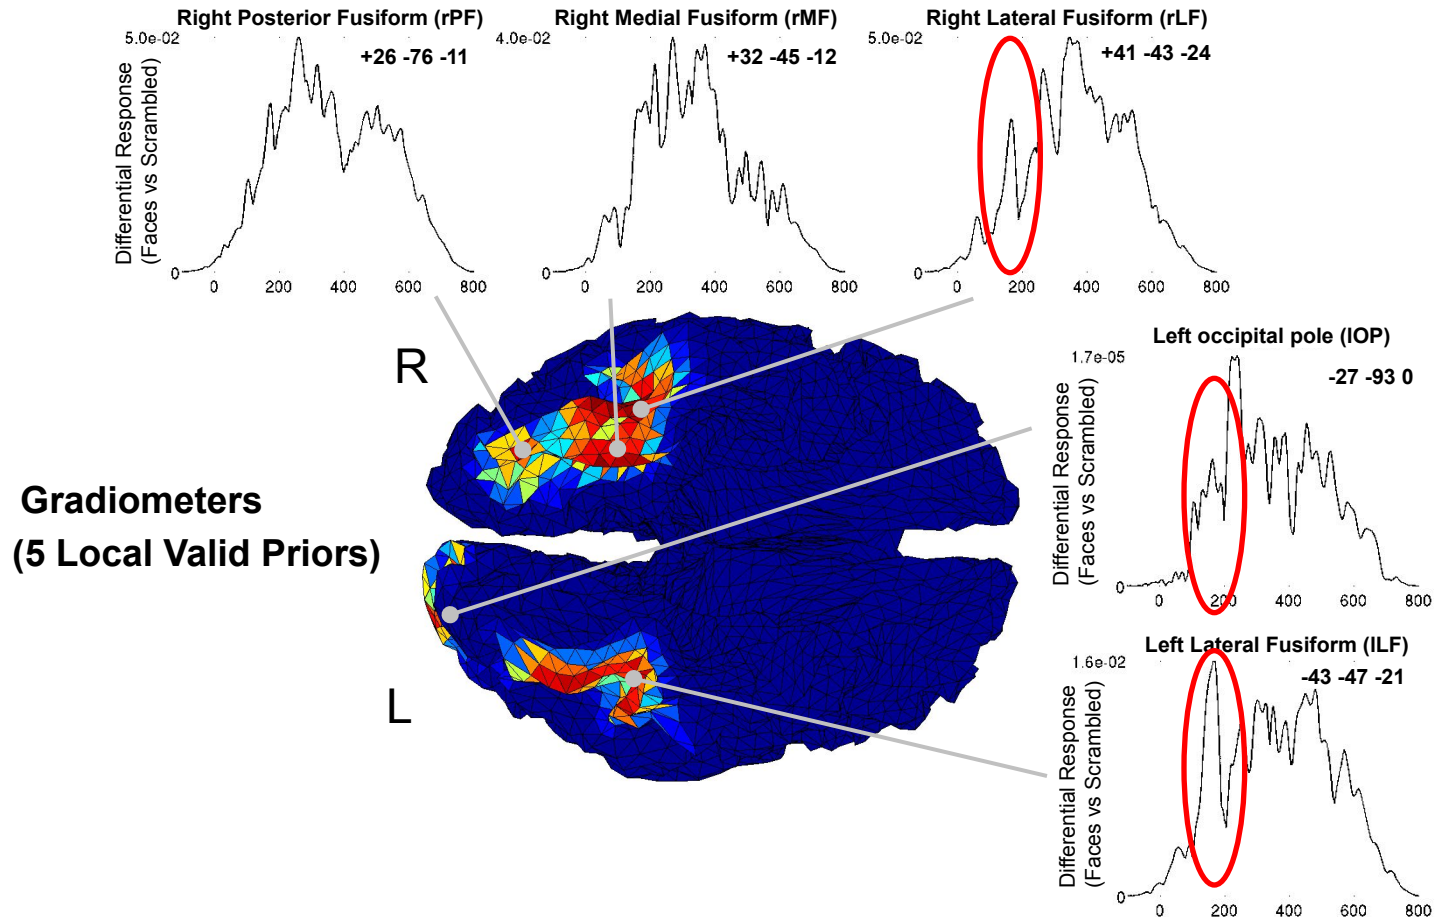 Right Posterior Fusiform (rPF)
5.0e-02
+26 -76 -11
Differential Response
(Faces vs Scrambled)
0
0 200 400 600 800
Right Medial Fusiform (rMF)
4.0e-02
+32 -45 -12
0
0 200 400 600 800
Right Lateral Fusiform (rLF)
5.0e-02
+41 -43 -24
0
0 200 400 600 800
R
L
Gradiometers
(5 Local Valid Priors)
Left occipital pole (lOP)
1.7e-05
-27 -93 0
Differential Response
(Faces vs Scrambled)
0
0 200 400 600 800
Left Lateral Fusiform (lLF)
1.6e-02
-43 -47 -21
Differential Response
(Faces vs Scrambled)
0
0 200 400 600 800